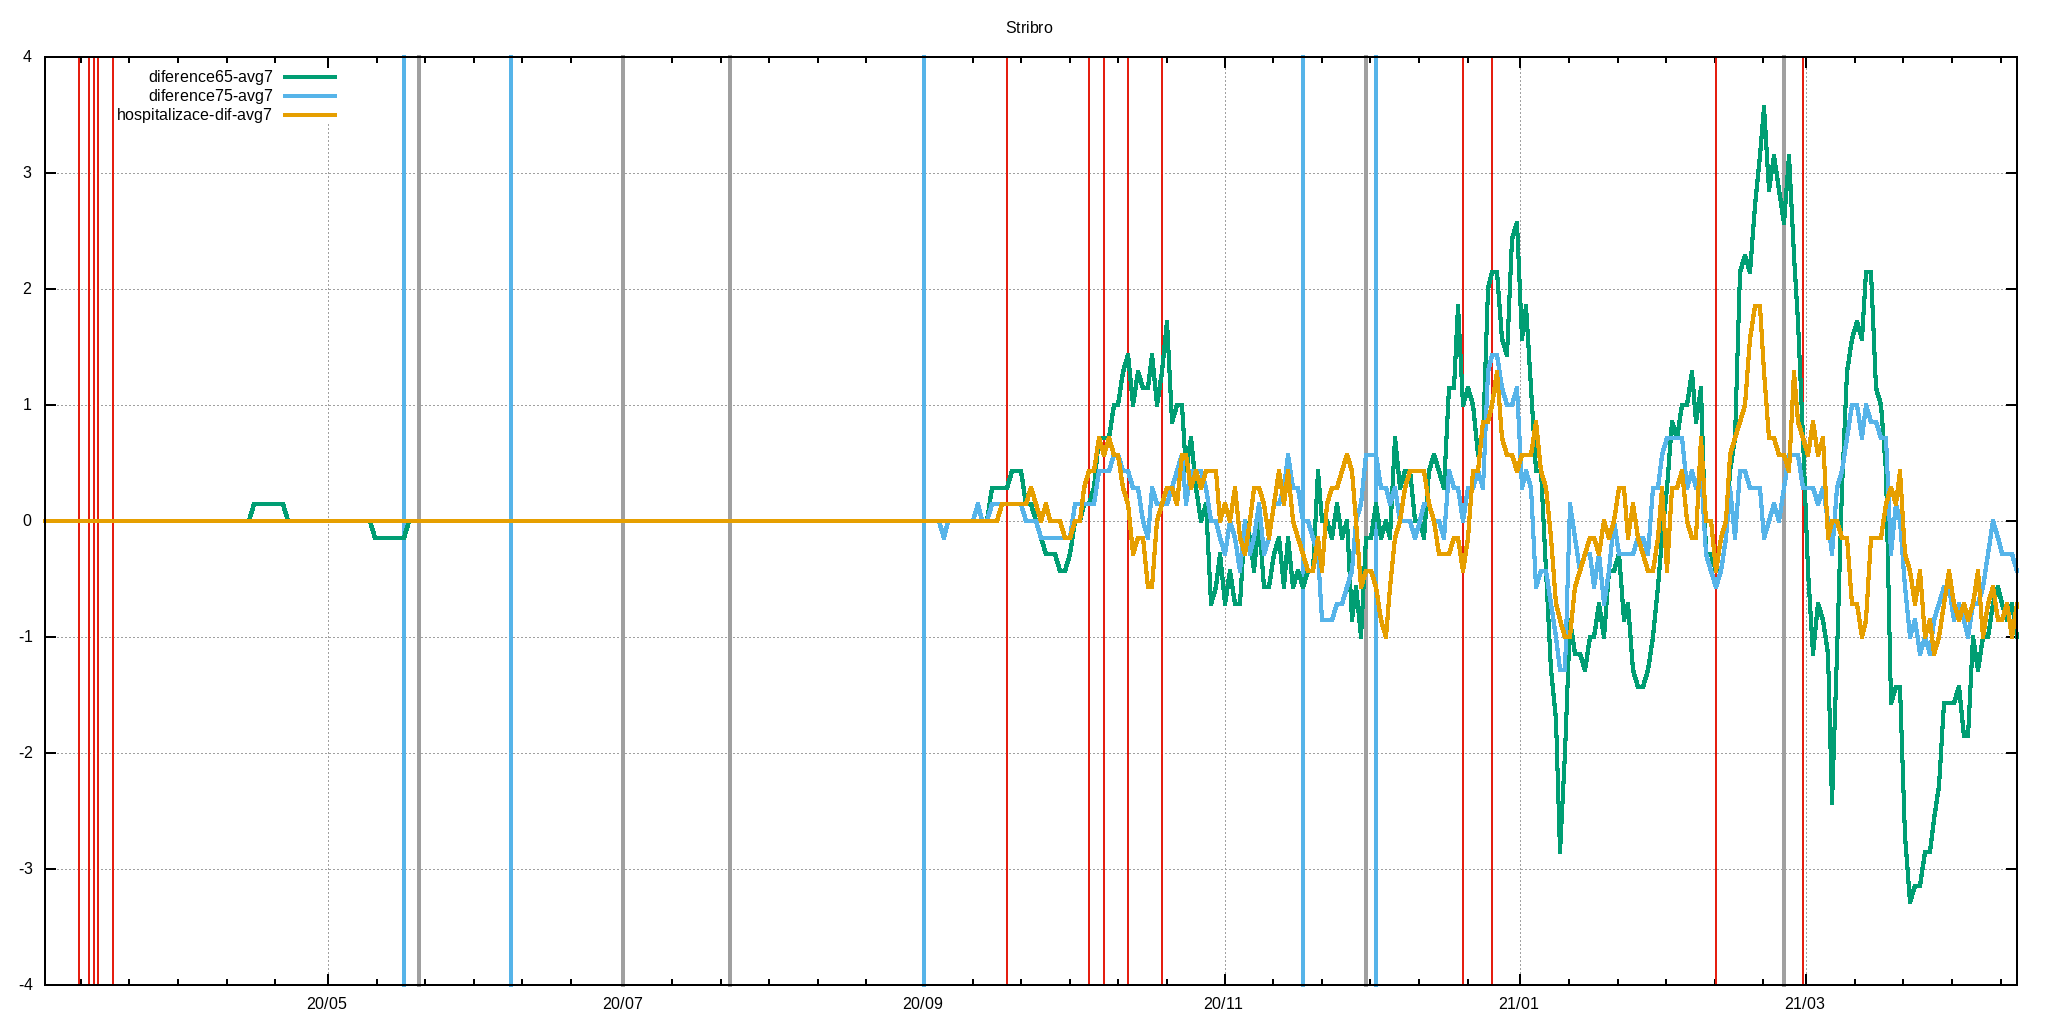 Stribro
4
diference65-avg7
diference75-avg7
hospitalizace-dif-avg7
3
2
1
0
-1
-2
-3
-4
20/05 20/07 20/09 20/11 21/01 21/03